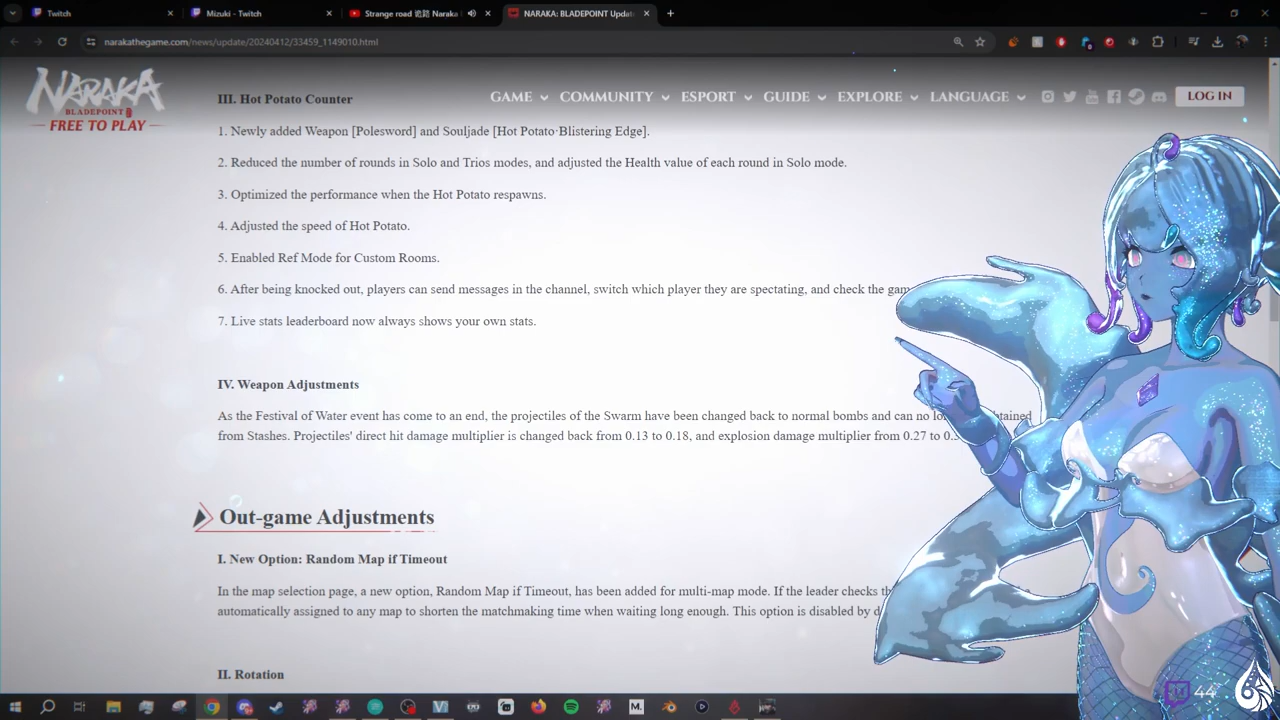 Twitch
Mizuki - Twitch
Strange road 诡路 Naraka
NARAKA: BLADEPOINT Updat
narakathegame.com/news/update/20240412/33459_1149010.html
NARAKA
BLADEPOINT
FREE TO PLAY
GAME
COMMUNITY
ESPORT
GUIDE
EXPLORE
LANGUAGE
LOG IN
III. Hot Potato Counter
1. Newly added Weapon [Polesword] and Souljade [Hot Potato·Blistering Edge].
2. Reduced the number of rounds in Solo and Trios modes, and adjusted the Health value of each round in Solo mode.
3. Optimized the performance when the Hot Potato respawns.
4. Adjusted the speed of Hot Potato.
5. Enabled Ref Mode for Custom Rooms.
6. After being knocked out, players can send messages in the channel, switch which player they are spectating, and check the gam
7. Live stats leaderboard now always shows your own stats.
IV. Weapon Adjustments
As the Festival of Water event has come to an end, the projectiles of the Swarm have been changed back to normal bombs and can no lo btained
from Stashes. Projectiles' direct hit damage multiplier is changed back from 0.13 to 0.18, and explosion damage multiplier from 0.27 to
Out-game Adjustments
I. New Option: Random Map if Timeout
In the map selection page, a new option, Random Map if Timeout, has been added for multi-map mode. If the leader checks th
automatically assigned to any map to shorten the matchmaking time when waiting long enough. This option is disabled by d
II. Rotation
44